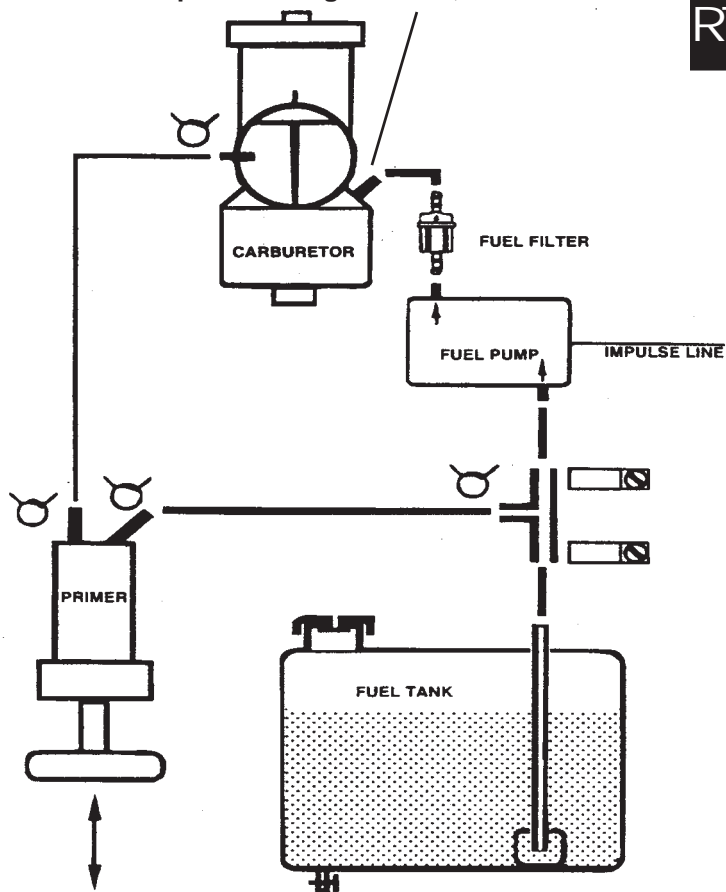 R
CARBURETOR
FUEL FILTER
FUEL PUMP
IMPULSE LINE
PRIMER
FUEL TANK